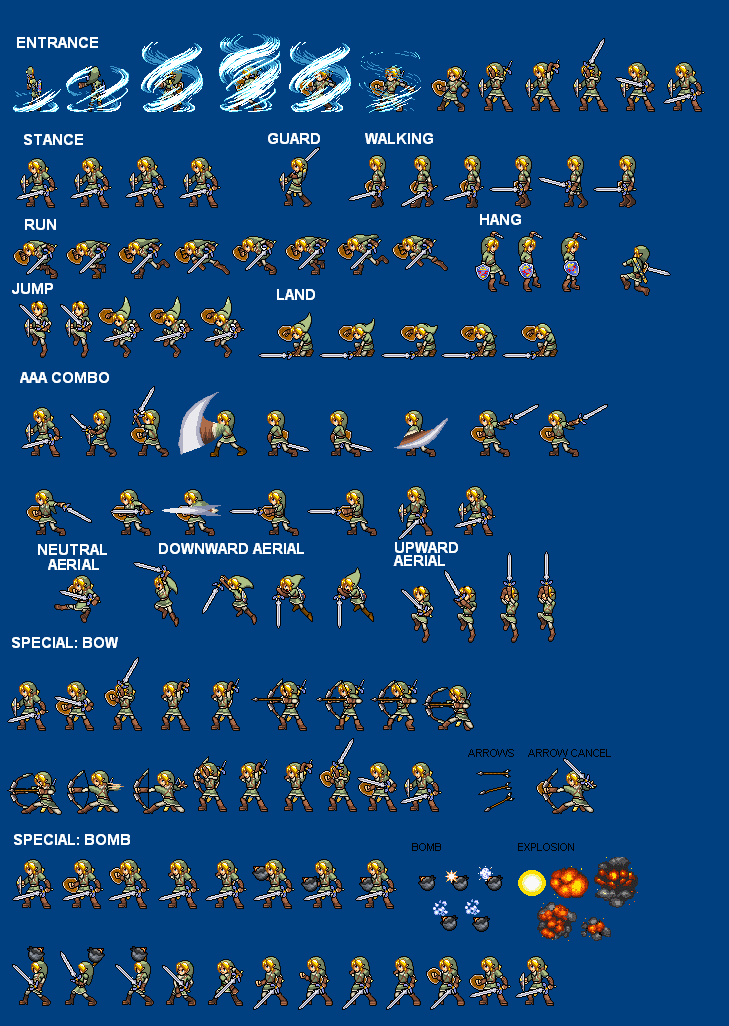 ENTRANCE
STANCE
GUARD
WALKING
RUN
HANG
JUMP
LAND
AAA COMBO
NEUTRAL
AERIAL
DOWNWARD AERIAL
UPWARD
AERIAL
SPECIAL: BOW
ARROWS
ARROW CANCEL
SPECIAL: BOMB
BOMB
EXPLOSION